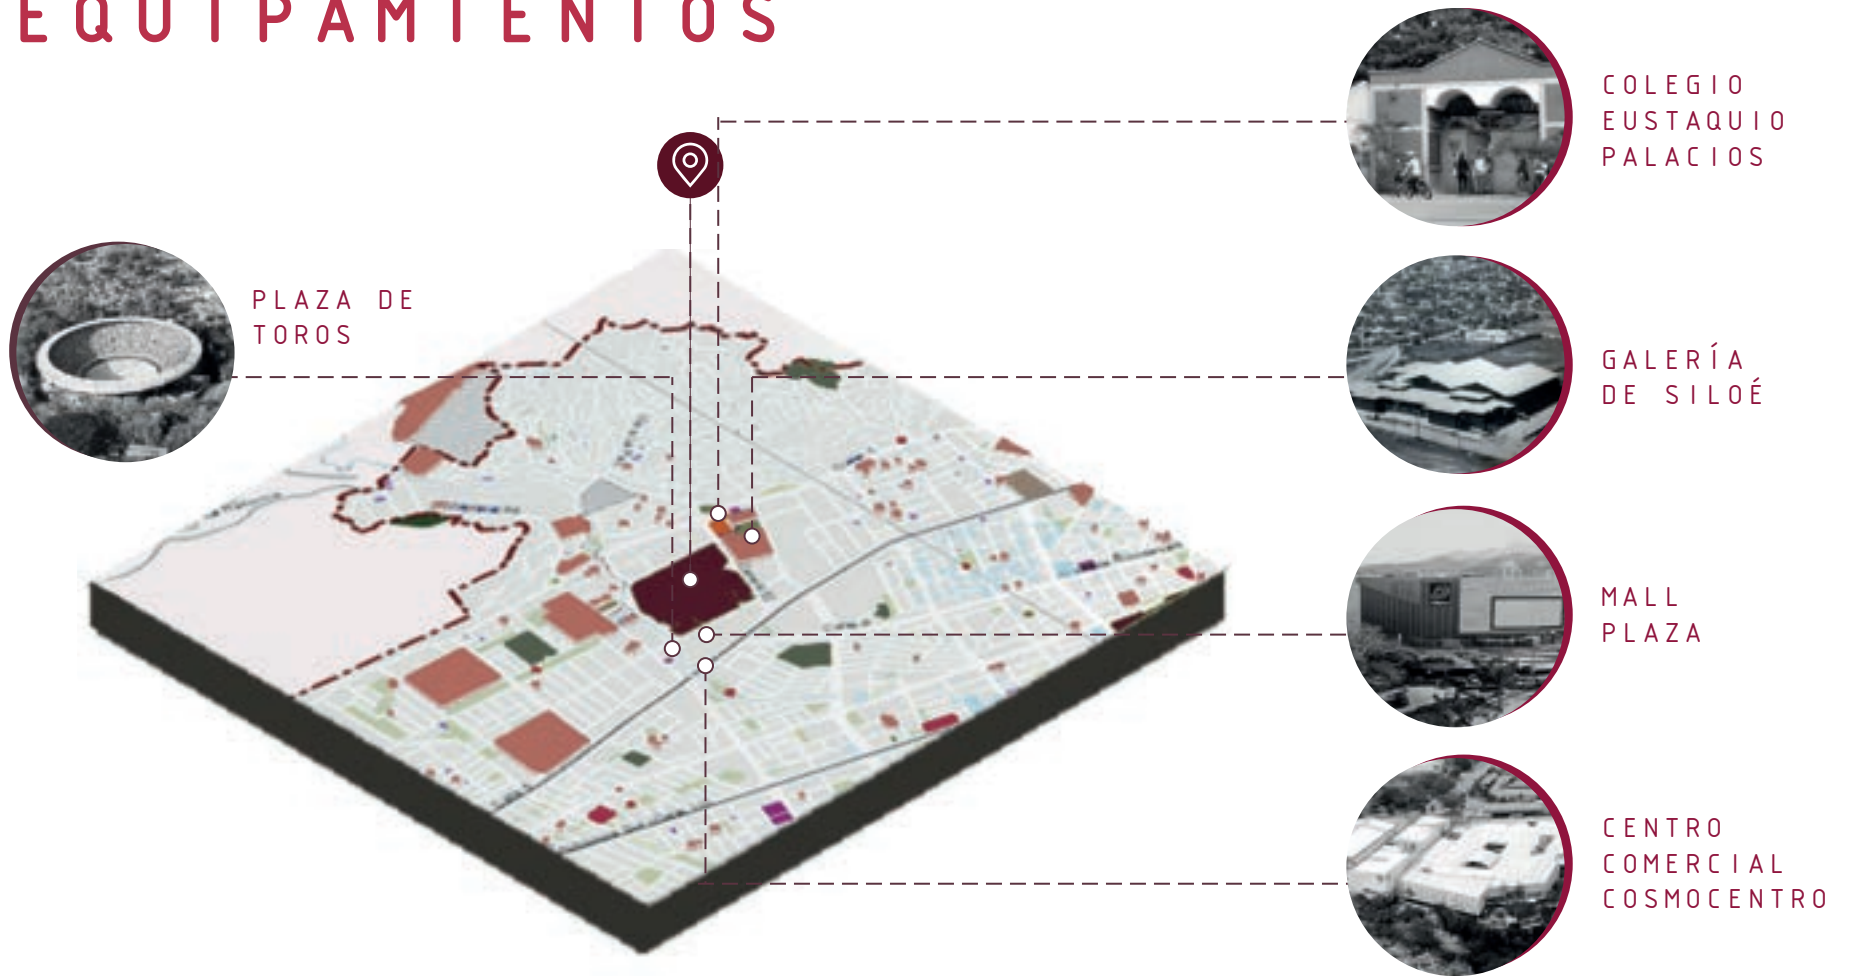 EQUIPAMIENTOS
COLEGIO
EUSTAQUIO
PALACIOS
PLAZA DE
TOROS
GALERÍA
DE SILOÉ
MALL
PLAZA
CENTRO
COMERCIAL
COSMOCENTRO